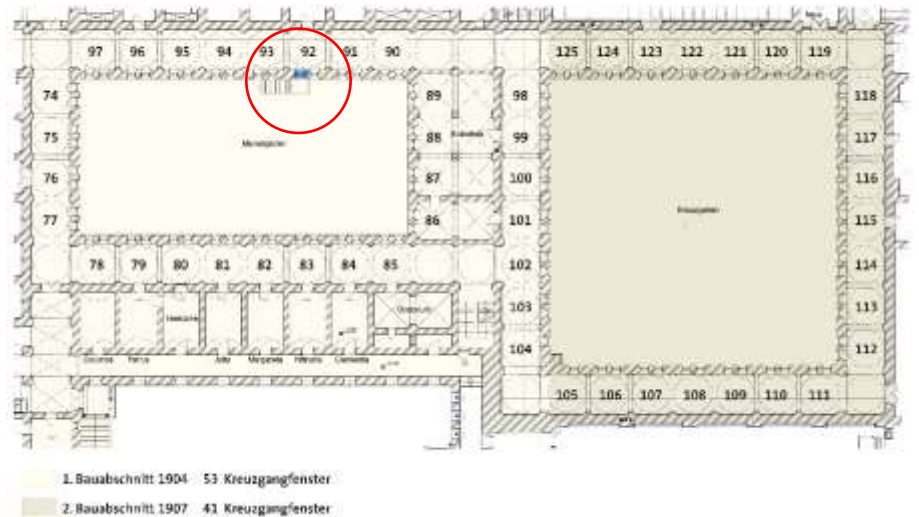 97 96 95 94 93 92 91 90
125 124 123 122 121 120 119
74 89 98 118
75 88 99 117
76 87 100 116
77 86 101 115
78 79 80 81 82 83 84 85 102 114
103 113
104 112
105 106 107 108 109 110 111
1. Bauabschnitt 1904 53 Kreuzgangfenster
2. Bauabschnitt 1907 41 Kreuzgangfenster